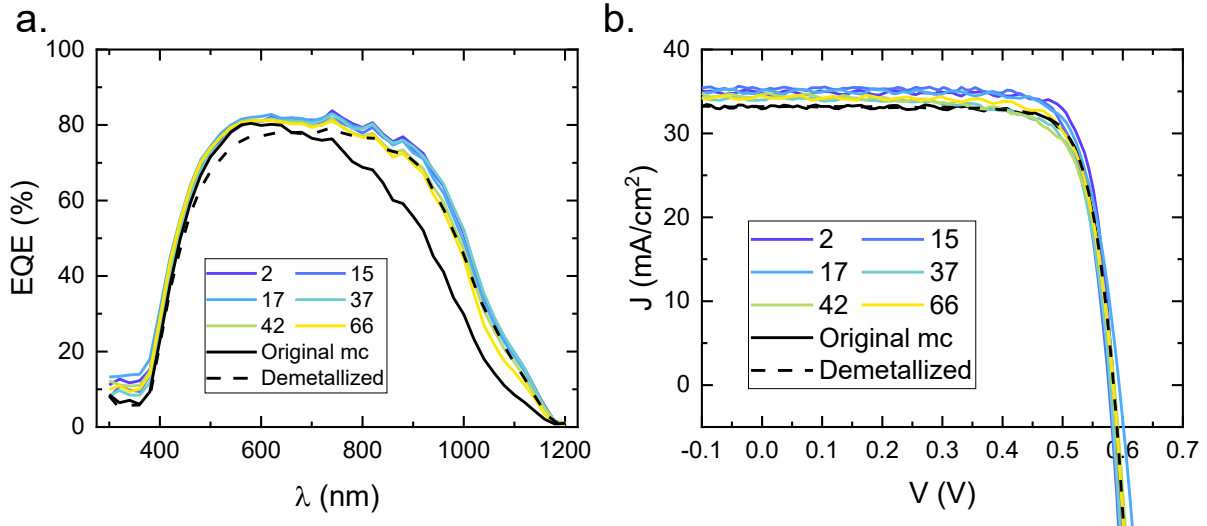 a.
100
80
60
40
20
0
EQE (%)
2 15
17 37
42 66
Original mc
Demetallized
400 600 800 1000 1200
λ (nm)
b.
40
30
20
10
0
J (mA/cm²)
2 15
17 37
42 66
Original mc
Demetallized
-0.1 0.0 0.1 0.2 0.3 0.4 0.5 0.6 0.7
V (V)